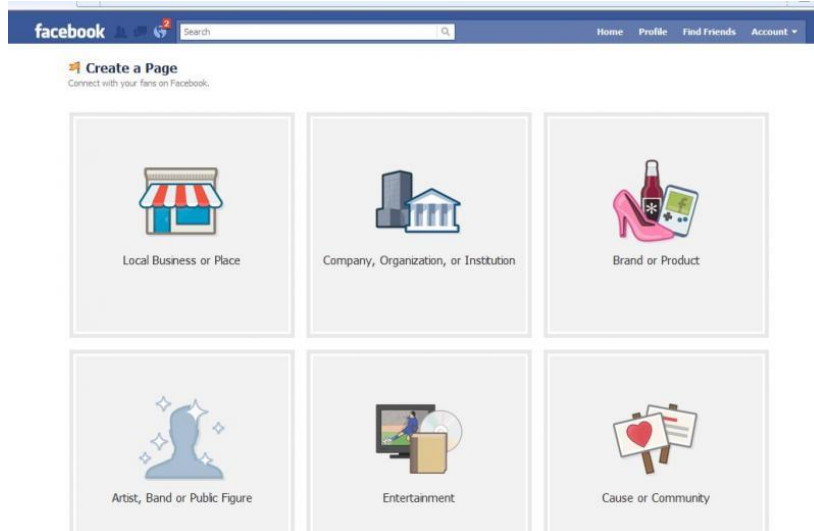 facebook 2 Search Home Profile Find Friends Account
Create a Page
Connect with your fans on Facebook.
Local Business or Place Company, Organization, or Institution Brand or Product
Artist, Band or Public Figure Entertainment Cause or Community